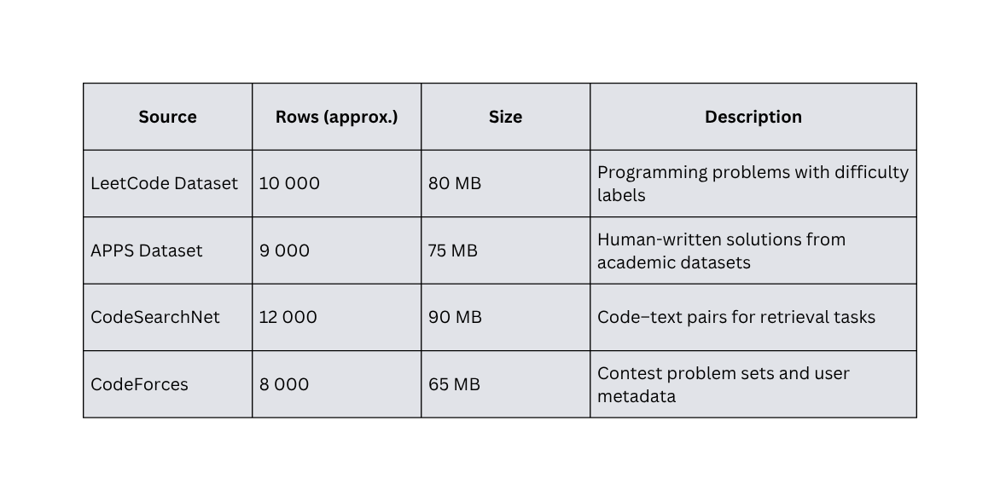 Source Rows (approx.) Size Description
LeetCode Dataset 10 000 80 MB Programming problems with difficulty
labels
APPS Dataset 9 000 75 MB Human-written solutions from
academic datasets
CodeSearchNet 12 000 90 MB Code–text pairs for retrieval tasks
CodeForces 8 000 65 MB Contest problem sets and user
metadata